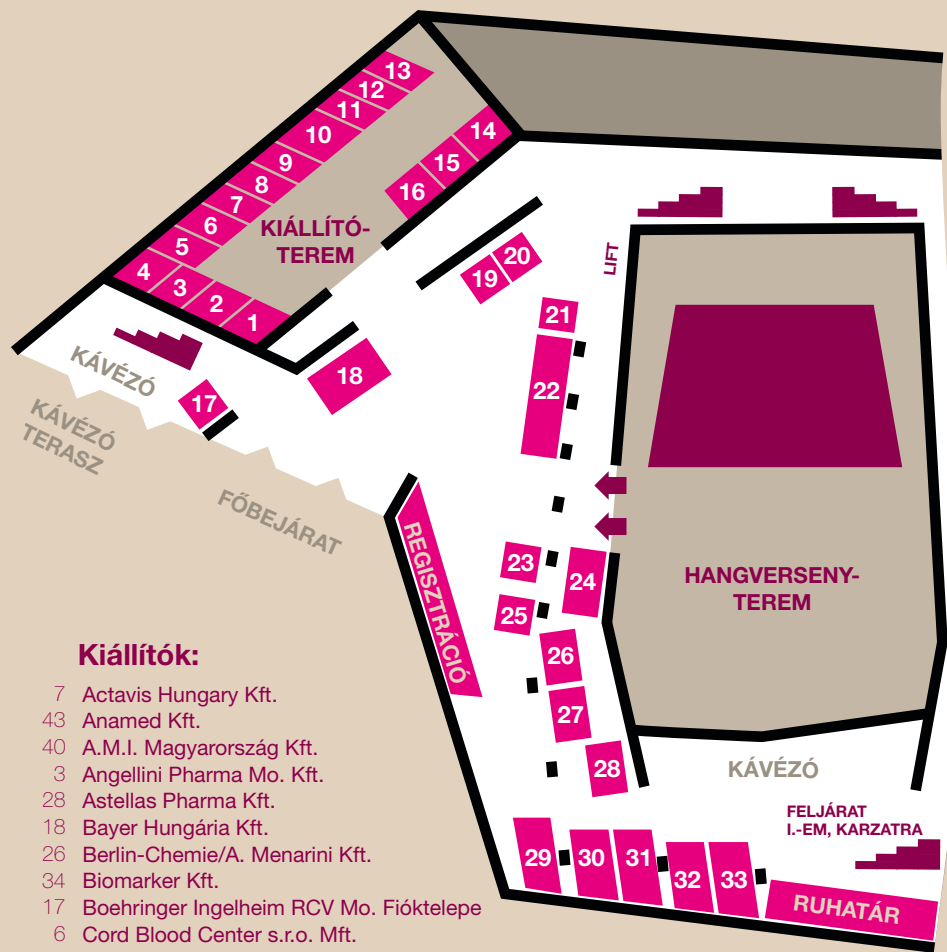 13
12
11
10
9
8
7
6
5
4
3
2
1
14
15
16
KIÁLLÍTÓ-
TEREM
20
19
LIFT
21
22
18
KÁVÉZÓ
17
KÁVÉZÓ
TERASZ
FŐBEJÁRAT
REGISZTRÁCIÓ
23
24
25
26
27
28
HANGVERSENY-
TEREM
KÁVÉZÓ
FELJÁRAT
I.-EM, KARZATRA
29
30
31
32
33
RUHATÁR
Kiállítók:
7 Actavis Hungary Kft.
43 Anamed Kft.
40 A.M.I. Magyarország Kft.
3 Angellini Pharma Mo. Kft.
28 Astellas Pharma Kft.
18 Bayer Hungária Kft.
26 Berlin-Chemie/A. Menarini Kft.
34 Biomarker Kft.
17 Boehringer Ingelheim RCV Mo. Fióktelepe
6 Cord Blood Center s.r.o. Mft.